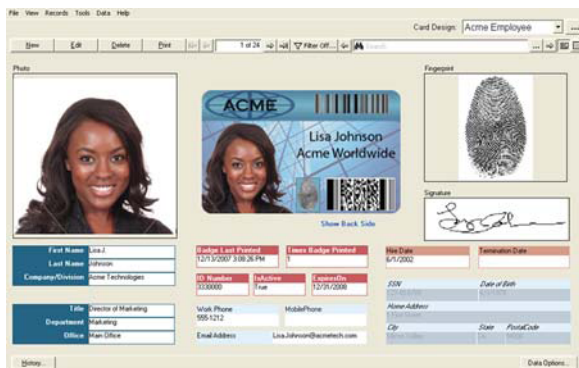 File View Records Tools Data Help
Card Design: Acme Employee
New Edit Delete Print 1 of 24 Filter Off... Search
Photo
Fingerprint
ACME
Lisa Johnson
Acme Worldwide
Show Back Side
Signature
First Name Lisa J.
Last Name Johnson
Company/Division Acme Technologies
Title Director of Marketing
Department Marketing
Office Main Office
Badge Last Printed Times Badge Printed
12/13/2007 3:08:26 PM 1
ID Number InActive ExpiresOn
3330000 True 12/31/2008
Work Phone MobilePhone
555-1212
Email Address Lisa.Johnson@acmetech.com
Hire Date Termination Date
6/1/2002
SSN Date of Birth
Home Address
City State PostalCode
History... Data Options...